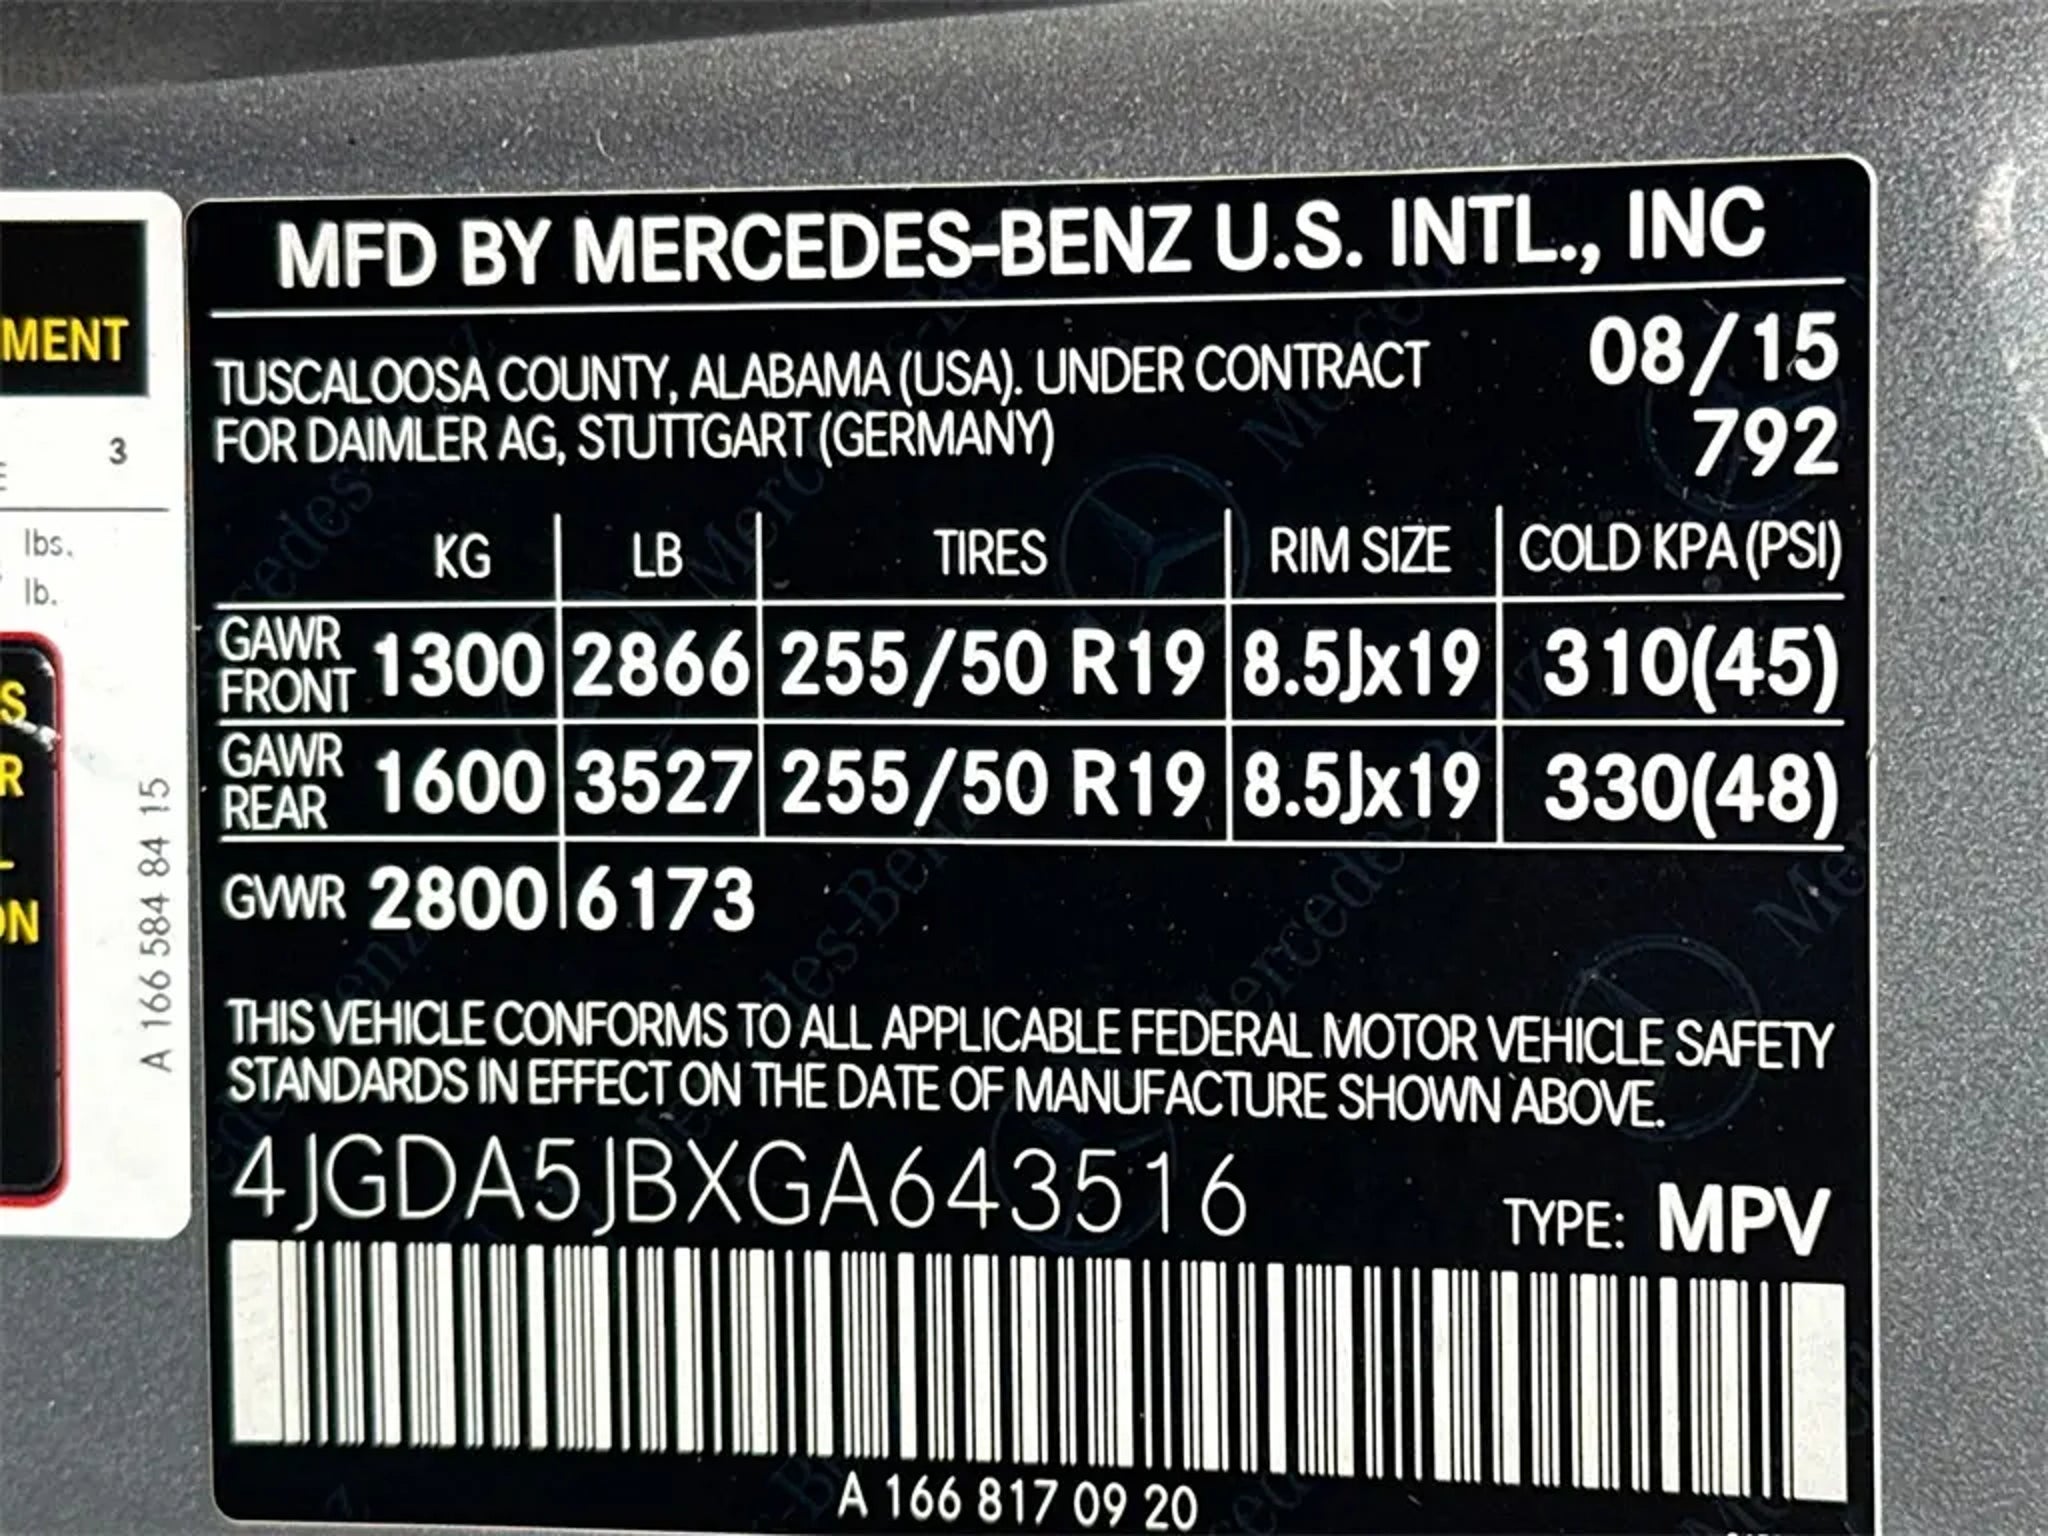 MENT
3
lbs.
lb.
S
R
ON
A 166 584 84 15
MFD BY MERCEDES-BENZ U.S. INTL., INC
TUSCALOOSA COUNTY, ALABAMA (USA). UNDER CONTRACT 08/15
FOR DAIMLER AG, STUTTGART (GERMANY) 792
KG LB TIRES RIM SIZE COLD KPA (PSI)
GAWR FRONT 1300 2866 255/50 R19 8.5Jx19 310(45)
GAWR REAR 1600 3527 255/50 R19 8.5Jx19 330(48)
GVWR 2800 6173
THIS VEHICLE CONFORMS TO ALL APPLICABLE FEDERAL MOTOR VEHICLE SAFETY
STANDARDS IN EFFECT ON THE DATE OF MANUFACTURE SHOWN ABOVE.
4JGDA5JBXGA643516 TYPE: MPV
A 166 817 09 20